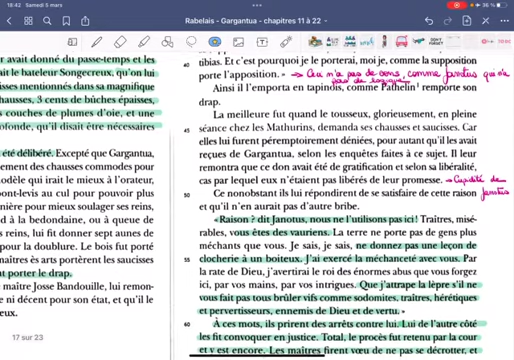 18:42 Samedi 5 mars
36 %
Rabelais - Gargantua - chapitres 11 à 22
er avait donné du passe-temps et les
ait le bateleur Songecreux, qu'on lui
isses mentionnés dans sa magnifique
hausses, 3 cents de bûches épaisses,
couches de plumes d'oie, et une
ofonde, qu'il disait être nécessaires
été délibéré. Excepté que Gargantua,
nement des chausses commodes pour
odèle qui irait le mieux à l'orateur,
ont-levis au cul pour pouvoir plus
nière pour mieux soulager ses reins,
d à la bedondaine, ou à queue de
s reins, lui fit donner sept aunes de
pour la doublure. Le bois fut porté
naîtres ès arts portèrent les saucisses
ut porter le drap.
maître Josse Bandouille, lui remon-
ni décent pour son état, et qu'il le
eux.
17 sur 23
tibias. Et c'est pourquoi je le porterai, moi je, comme la supposition
40
porte l'apposition. » → Ceci n'a pas de sens, comme Janotus qui n'a
pas de logique
Ainsi il l'emporta en tapinois, comme Pathelin remporte son
drap.
La meilleure fut quand le tousseux, glorieusement, en pleine
45
séance chez les Mathurins, demanda ses chausses et saucisses. Car
elles lui furent péremptoirement déniées, pour autant qu'il les avait
reçues de Gargantua, selon les enquêtes faites à ce sujet. Il leur
remontra que ce don avait été de gratification et selon sa libéralité,
cas par lequel eux n'étaient pas libérés de leur promesse. → Cupidité de
Janotus
50
Ce nonobstant ils lui répondirent de se satisfaire de cette raison
et qu'il n'en aurait pas d'autre bribe.
«Raison ? dit Janotus, nous ne l'utilisons pas ici ! Traîtres, misé-
rables, vous êtes des vauriens. La terre ne porte pas de gens plus
méchants que vous. Je sais, je sais, ne donnez pas une leçon de
55
clocherie à un boiteux. J'ai exercé la méchanceté avec vous. Par
la rate de Dieu, j'avertirai le roi des énormes abus que vous forgez
ici, par vos mains, par vos intrigues. Que j'attrape la lèpre s'il ne
vous fait pas tous brûler vifs comme sodomites, traîtres, hérétiques
et pervertisseurs, ennemis de Dieu et de vertu. »
60
À ces mots, ils prirent des arrêts contre lui. Lui de l'autre côté
les fit convoquer en justice. Total, le procès fut retenu par la cour
et y est encore. Les maîtres firent vœu de ne pas se décrotter, et